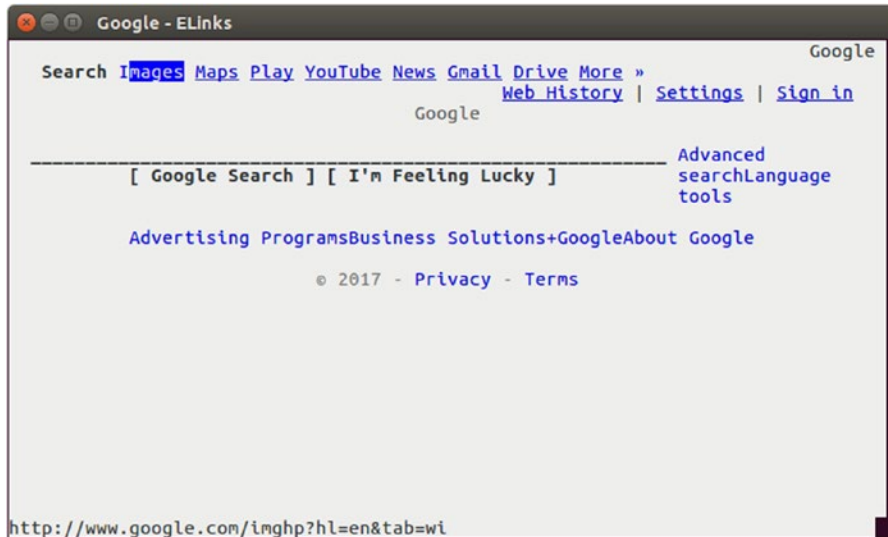 Google - ELinks
Google
Search Images Maps Play YouTube News Gmail Drive More »
Web History | Settings | Sign in
Google
Advanced
[ Google Search ] [ I'm Feeling Lucky ] searchLanguage
tools
Advertising ProgramsBusiness Solutions+GoogleAbout Google
© 2017 - Privacy - Terms
http://www.google.com/imghp?hl=en&tab=wi